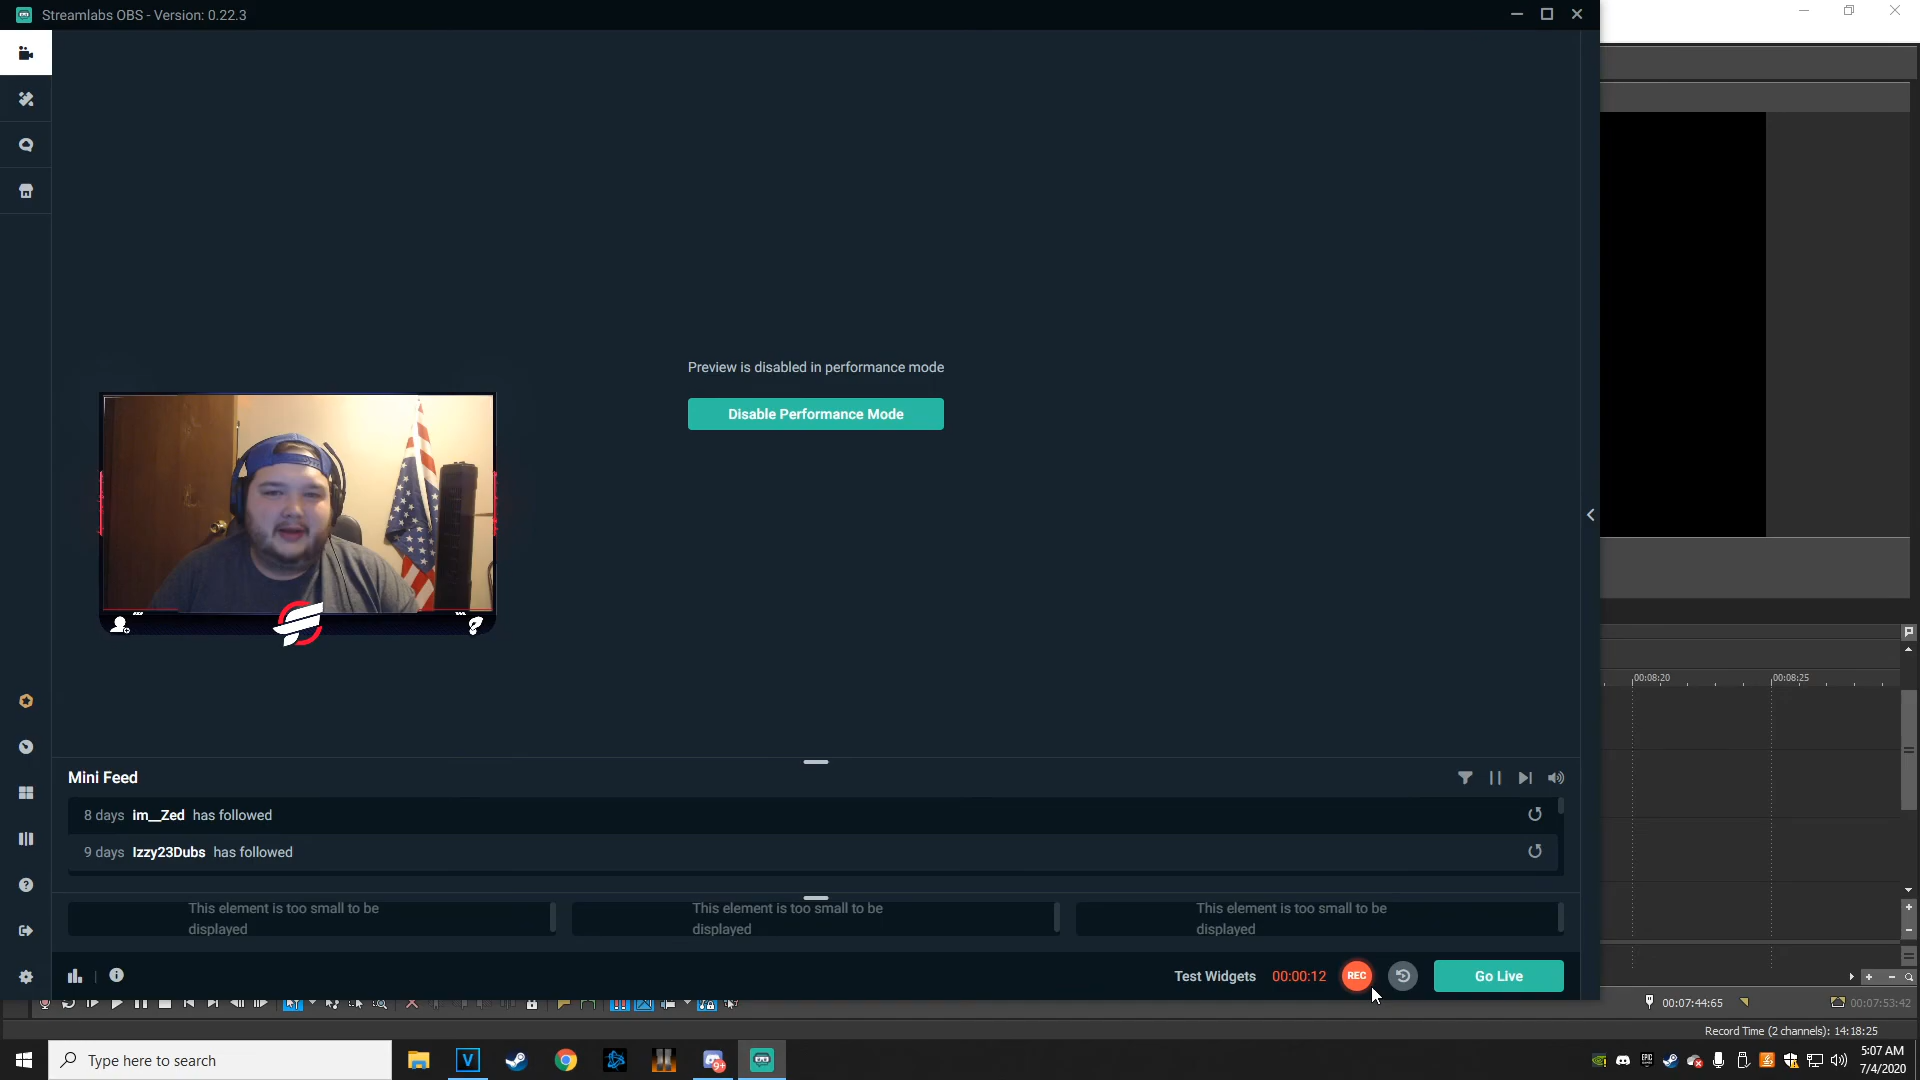 Streamlabs OBS - Version: 0.22.3
Preview is disabled in performance mode
Disable Performance Mode
00:08:20
00:08:25
Mini Feed
8 days im__Zed has followed
9 days Izzy23Dubs has followed
This element is too small to be
displayed
This element is too small to be
displayed
This element is too small to be
displayed
Test Widgets 00:00:12 REC Go Live
00:07:44:65 00:07:53:42
Record Time (2 channels): 14:18:25
Type here to search
V
9+
EPIC
5:07 AM
7/4/2020